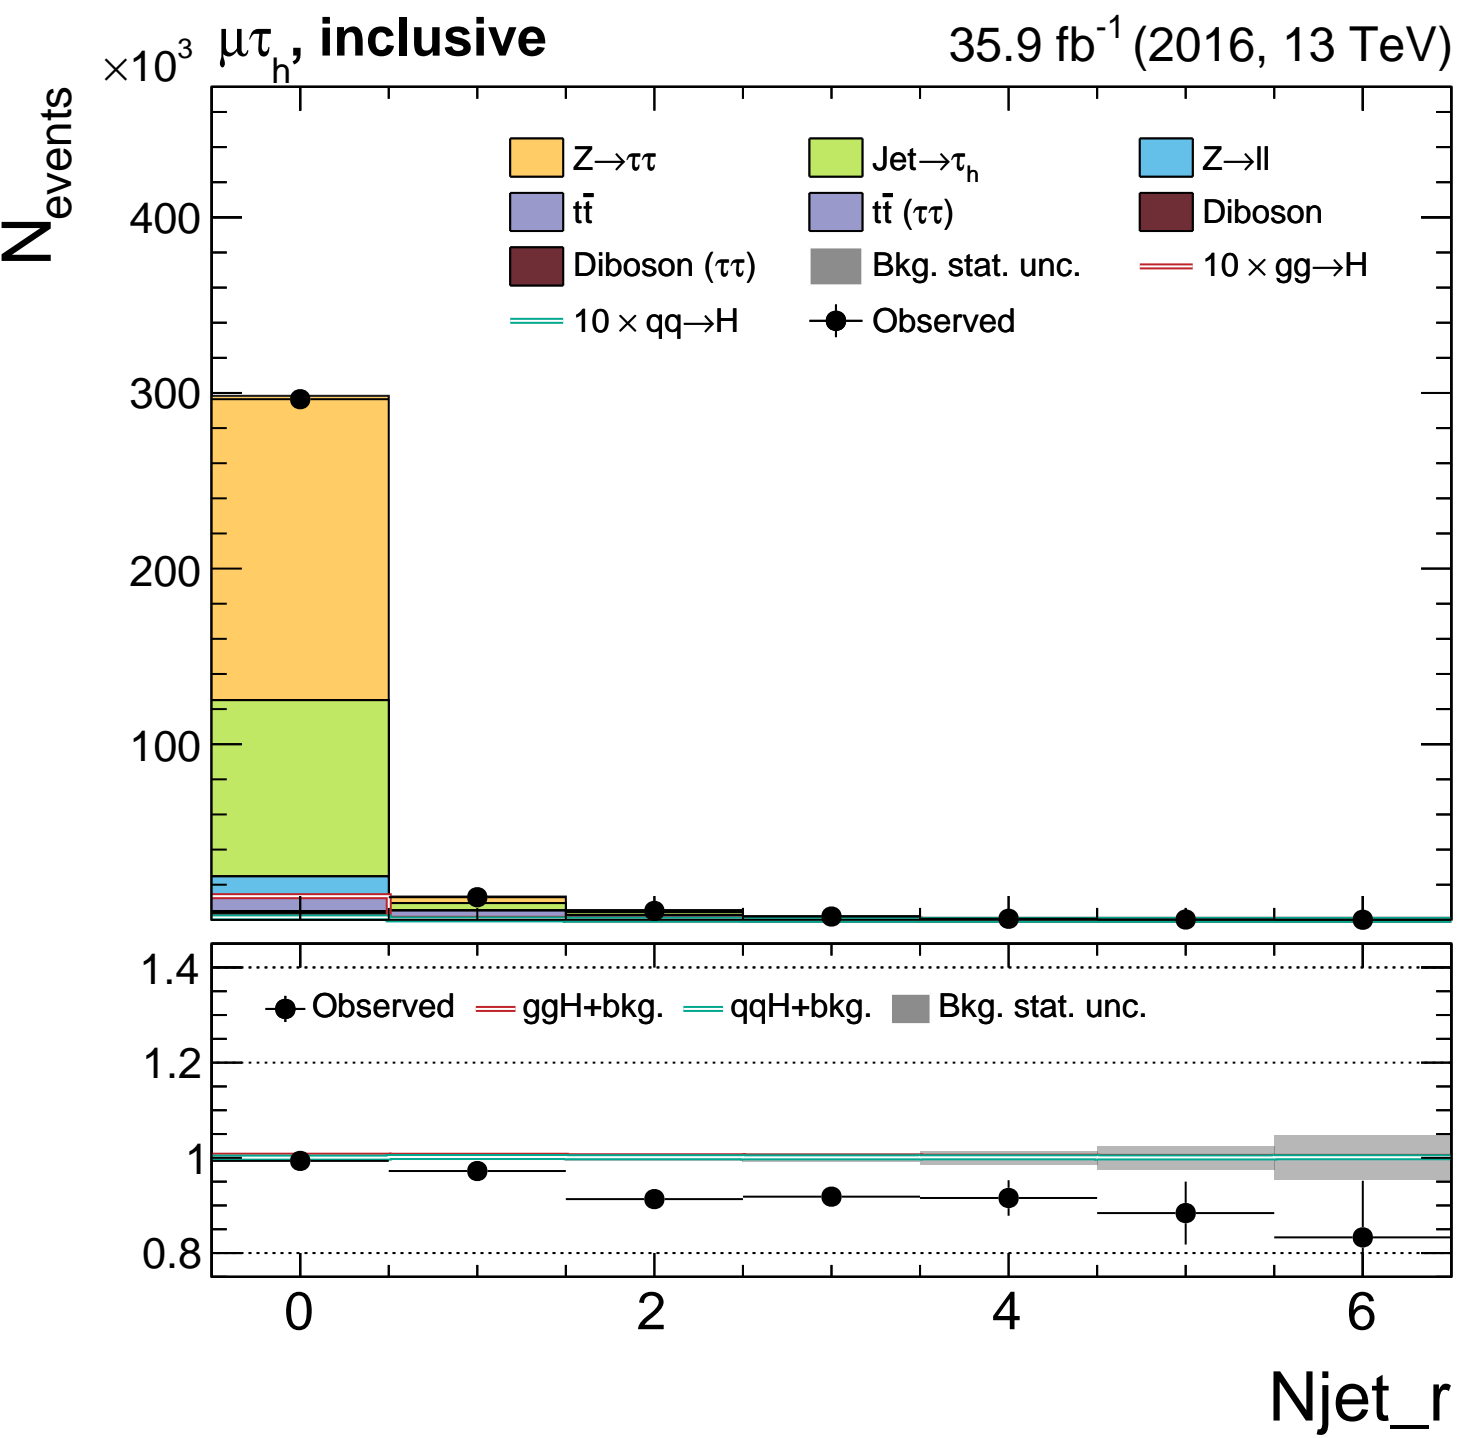 ×10³ μτₕ, inclusive 35.9 fb⁻¹ (2016, 13 TeV)
N_events
400
300
200
100
Z→ττ Jet→τₕ Z→ll
tt̄ tt̄ (ττ) Diboson
Diboson (ττ) Bkg. stat. unc. 10 × gg→H
10 × qq→H Observed
1.4
1.2
1
0.8
Observed ggH+bkg. qqH+bkg. Bkg. stat. unc.
0 2 4 6
Njet_r